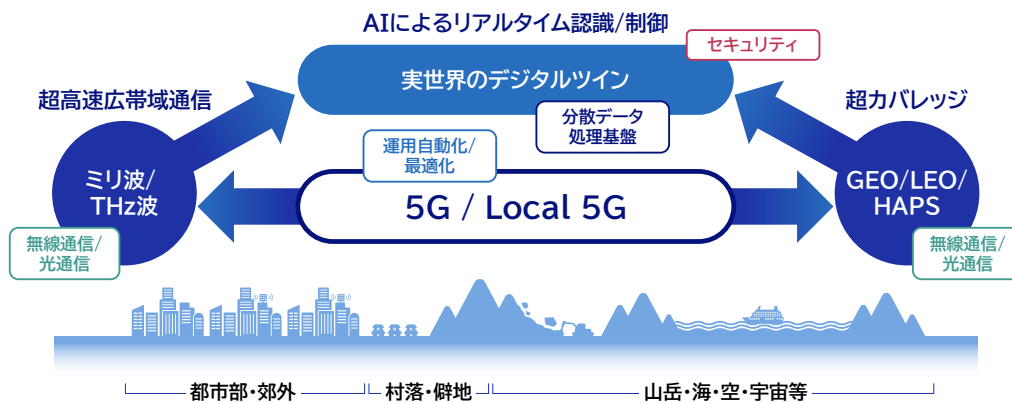 AIによるリアルタイム認識/制御
セキュリティ
実世界のデジタルツイン
超高速広帯域通信
超カバレッジ
分散データ
処理基盤
運用自動化/
最適化
ミリ波/
THz波
5G / Local 5G
GEO/LEO/
HAPS
無線通信/
光通信
無線通信/
光通信
都市部・郊外
村落・僻地
山岳・海・空・宇宙等